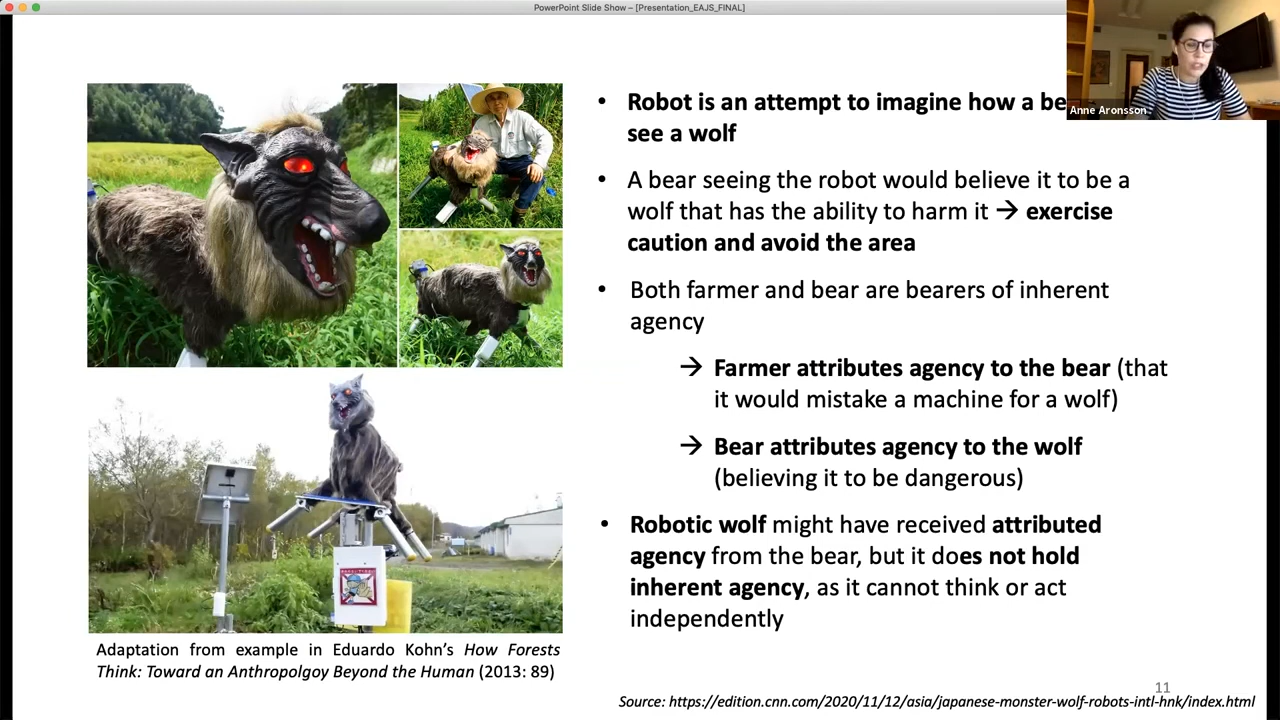 PowerPoint Slide Show – [Presentation_EAJS_FINAL]
Anne Aronsson
• Robot is an attempt to imagine how a
see a wolf
• A bear seeing the robot would believe it to be a
wolf that has the ability to harm it → exercise
caution and avoid the area
• Both farmer and bear are bearers of inherent
agency
→ Farmer attributes agency to the bear (that
it would mistake a machine for a wolf)
→ Bear attributes agency to the wolf
(believing it to be dangerous)
• Robotic wolf might have received attributed
agency from the bear, but it does not hold
inherent agency, as it cannot think or act
independently
Adaptation from example in Eduardo Kohn's How Forests
Think: Toward an Anthropolgoy Beyond the Human (2013: 89)
11
Source: https://edition.cnn.com/2020/11/12/asia/japanese-monster-wolf-robots-intl-hnk/index.html